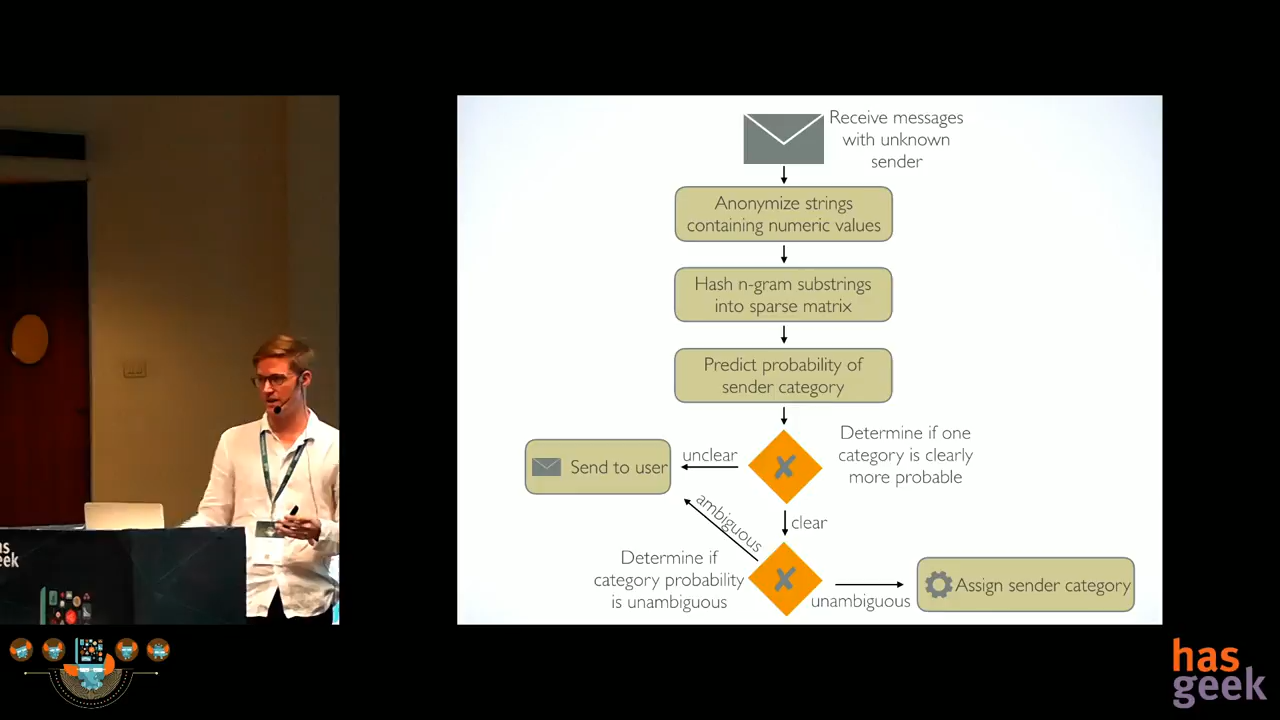 Receive messages
with unknown
sender
Anonymize strings
containing numeric values
Hash n-gram substrings
into sparse matrix
Predict probability of
sender category
Determine if one
category is clearly
more probable
unclear
Send to user
ambiguous
clear
Determine if
category probability
is unambiguous
unambiguous
Assign sender category
as
geek
has
geek